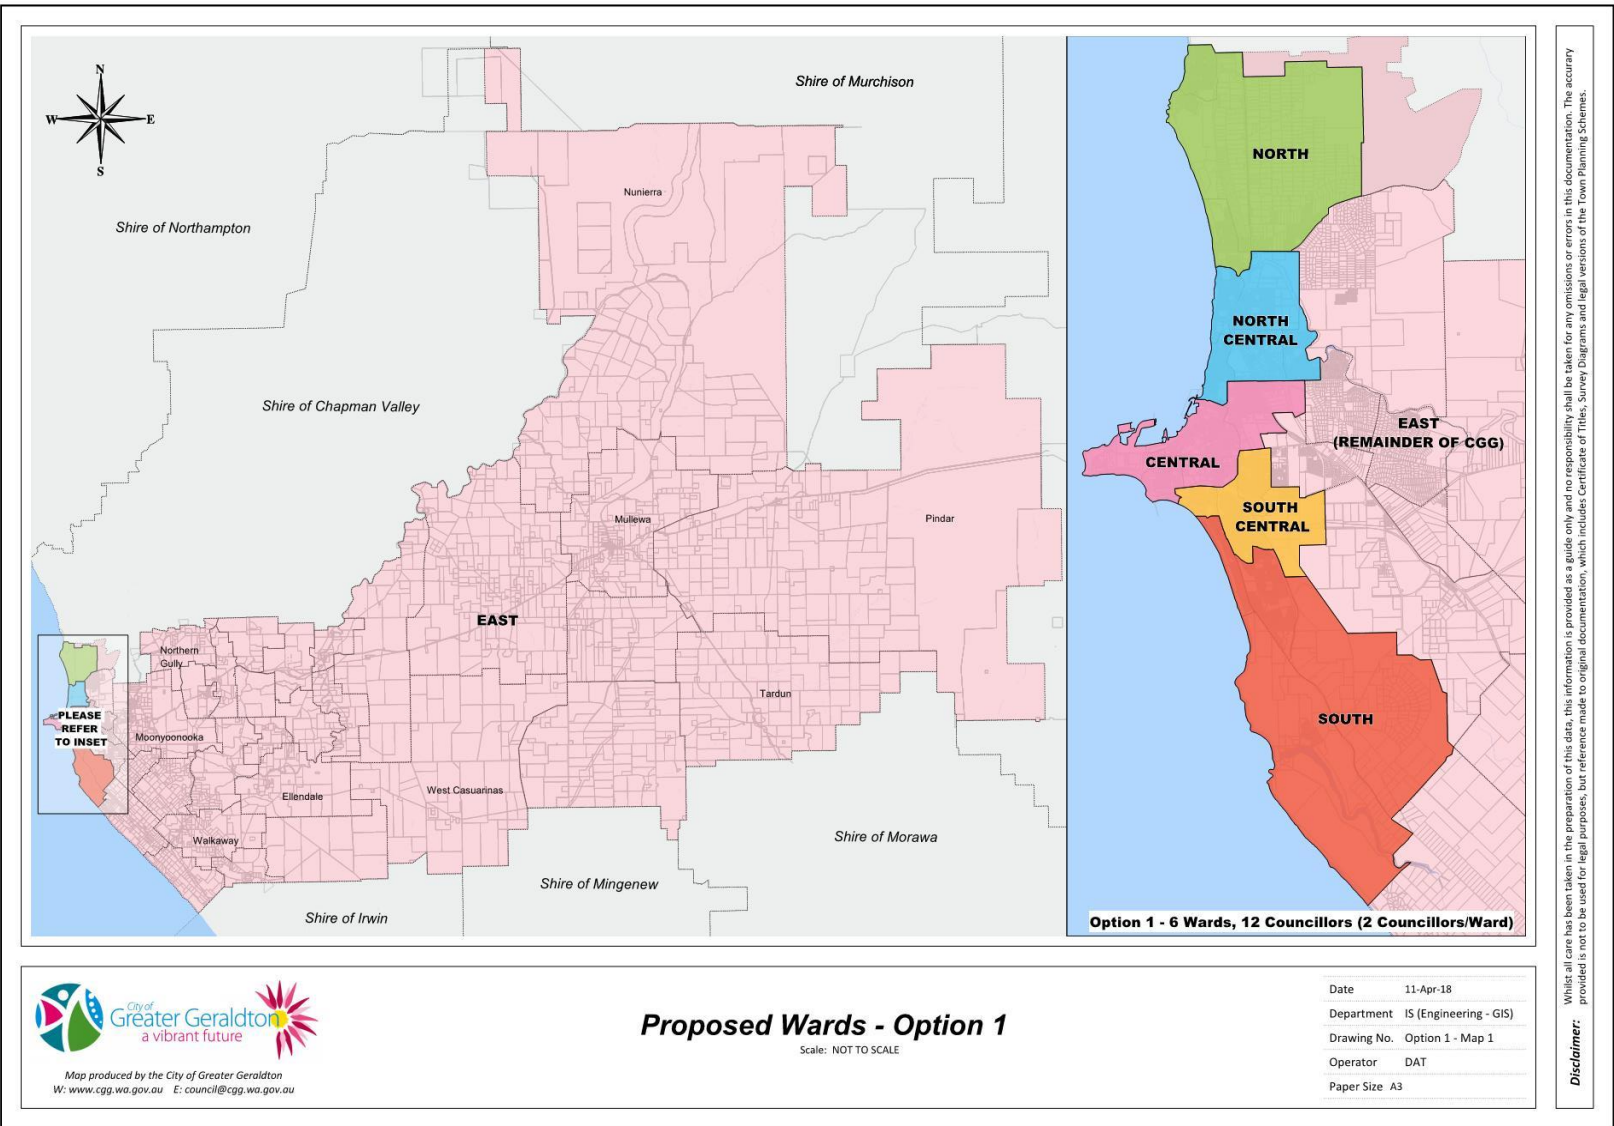 N
W
E
S
Shire of Murchison
Shire of Northampton
Nunierra
Shire of Chapman Valley
Mullewa
Pindar
EAST
Northern
Gully
Tardun
PLEASE
REFER
TO INSET
Moonyoonooka
Ellendale
West Casuarinas
Walkaway
Shire of Morawa
Shire of Mingenew
Shire of Irwin
NORTH
NORTH
CENTRAL
EAST
(REMAINDER OF CGG)
CENTRAL
SOUTH
CENTRAL
SOUTH
Option 1 - 6 Wards, 12 Councillors (2 Councillors/Ward)
City of
Greater Geraldton
a vibrant future
Map produced by the City of Greater Geraldton
W: www.cgg.wa.gov.au E: council@cgg.wa.gov.au
Proposed Wards - Option 1
Scale: NOT TO SCALE
Date 11-Apr-18
Department IS (Engineering - GIS)
Drawing No. Option 1 - Map 1
Operator DAT
Paper Size A3
Disclaimer: Whilst all care has been taken in the preparation of this data, this information is provided as a guide only and no responsibility shall be taken for any omissions or errors in this documentation. The accurary
provided is not to be used for legal purposes, but reference made to original documentation, which includes Certificate of Titles, Survey Diagrams and legal versions of the Town Planning Schemes.